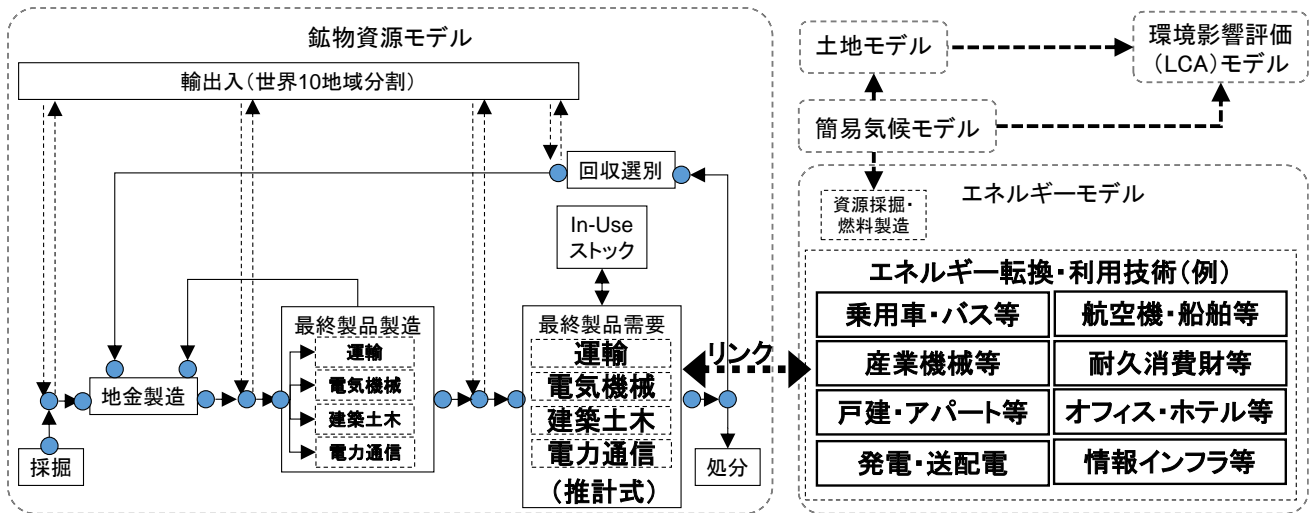 鉱物資源モデル
輸出入(世界10地域分割)
回収選別
In-Use
ストック
最終製品製造
運輸
電気機械
建築土木
電力通信
最終製品需要
運輸
電気機械
建築土木
電力通信
(推計式)
地金製造
採掘
処分
リンク
土地モデル
環境影響評価
(LCA)モデル
簡易気候モデル
エネルギーモデル
資源採掘・
燃料製造
エネルギー転換・利用技術(例)
乗用車・バス等
航空機・船舶等
産業機械等
耐久消費財等
戸建・アパート等
オフィス・ホテル等
発電・送配電
情報インフラ等